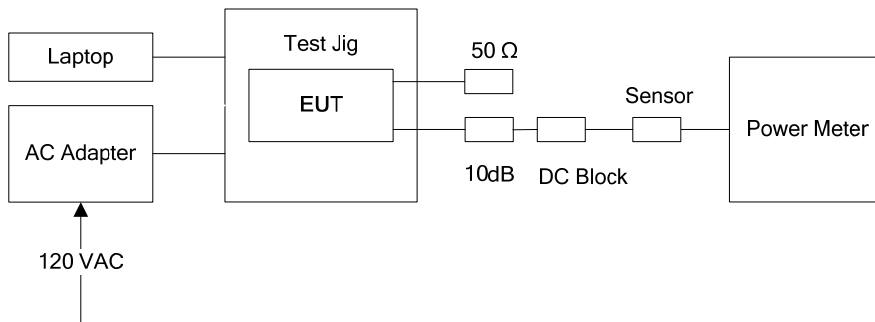 Laptop
Test Jig
EUT
50 Ω
Sensor
Power Meter
AC Adapter
10dB
DC Block
120 VAC